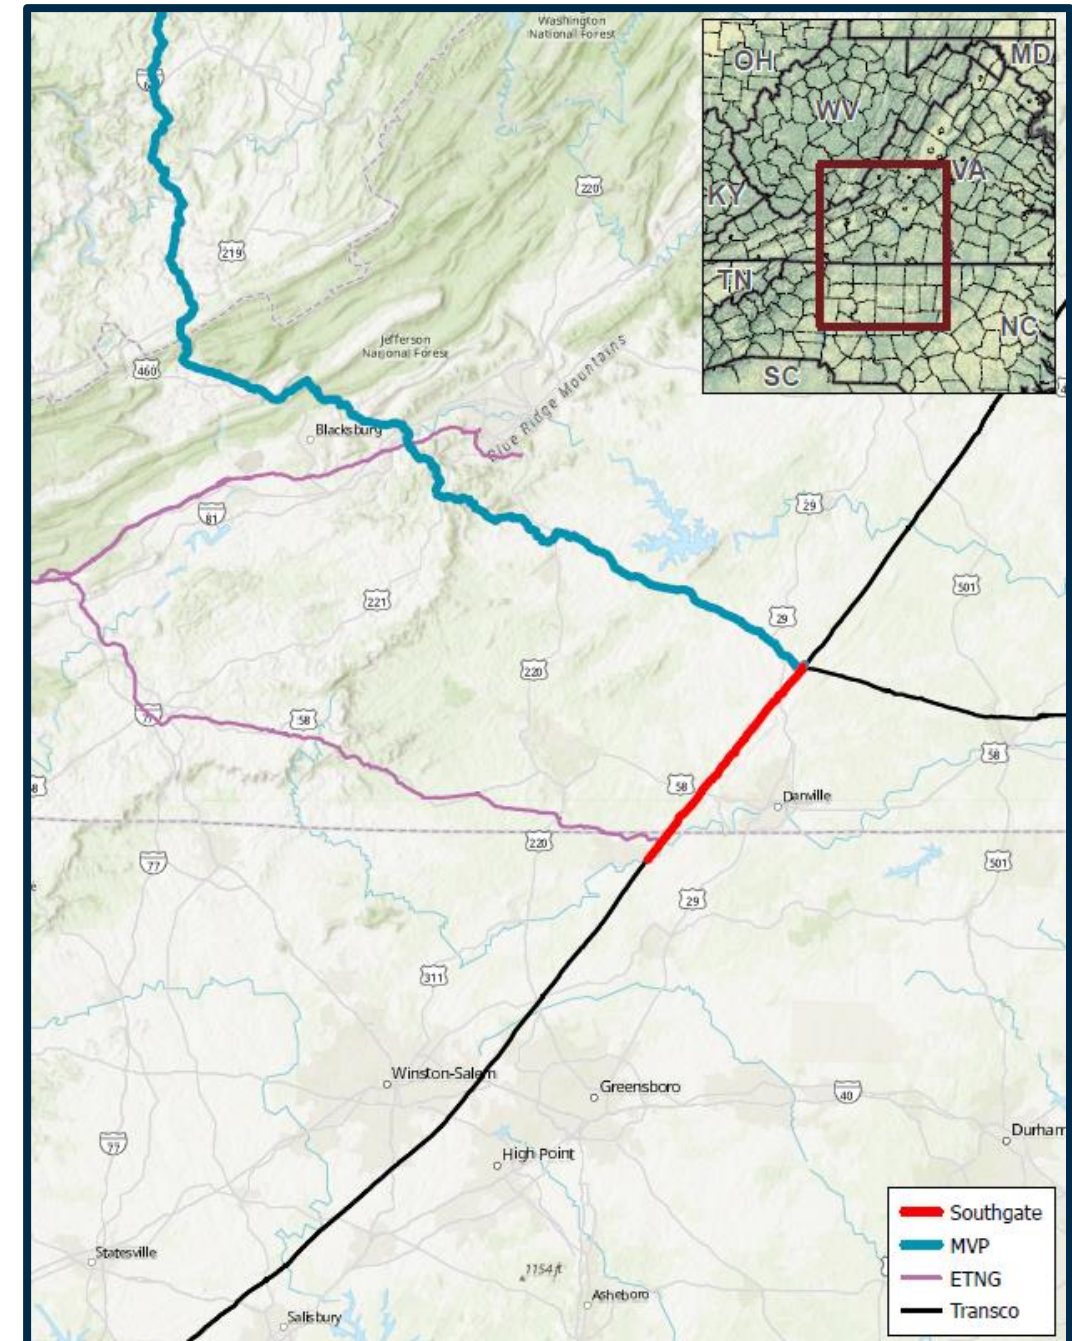 Washington
National Forest
OH
MD
WV
VA
KY
TN
NC
SC
220
219
Jefferson
National Forest
460
Blue Ridge Mountains
Blacksburg
81
29
501
221
29
220
77
58
58
58
Danville
220
77
501
29
311
Winston-Salem
Greensboro
40
Durham
77
High Point
Statesville
1154 ft
Asheboro
Salisbury
Southgate
MVP
ETNG
Transco